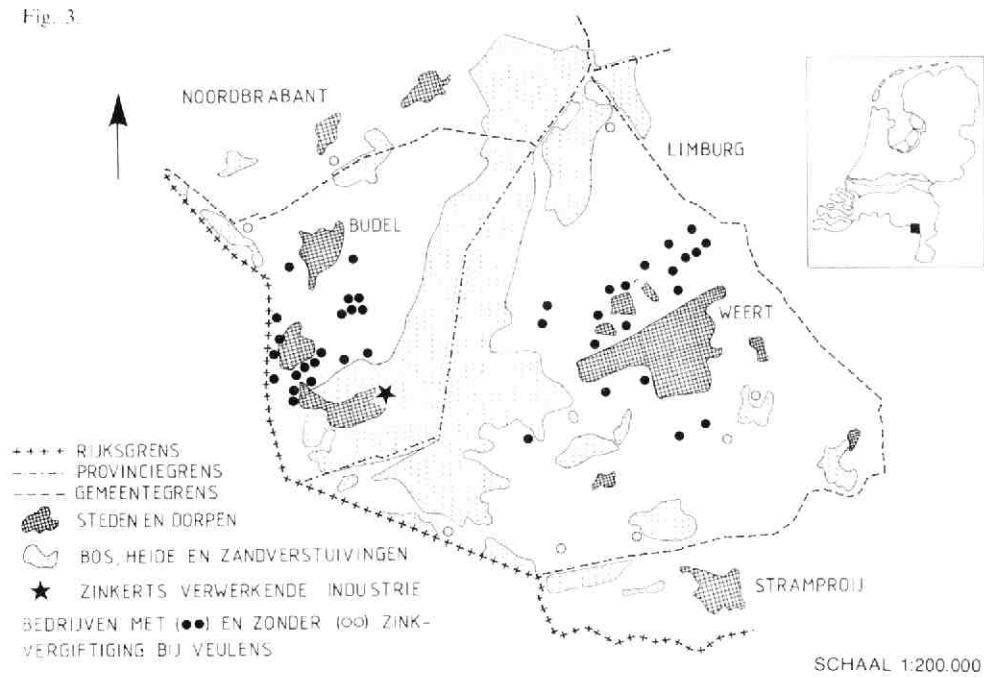 Fig. 3.
NOORDBRABANT
LIMBURG
BUDEL
WEERT
STRAMPROIJ
RIJKSGRENS
PROVINCIEGRENS
GEMEENTEGRENS
STEDEN EN DORPEN
BOS, HEIDE EN ZANDVERSTUIVINGEN
ZINKERTS VERWERKENDE INDUSTRIE
BEDRIJVEN MET (●●) EN ZONDER (○○) ZINK-
VERGIFTIGING BIJ VEULENS
SCHAAL 1:200.000